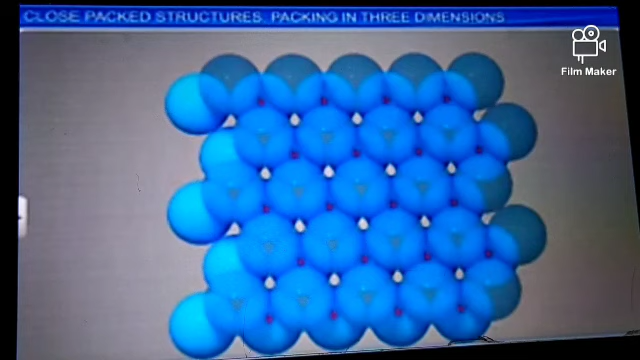 CLOSE PACKED STRUCTURES: PACKING IN THREE DIMENSIONS
Film Maker